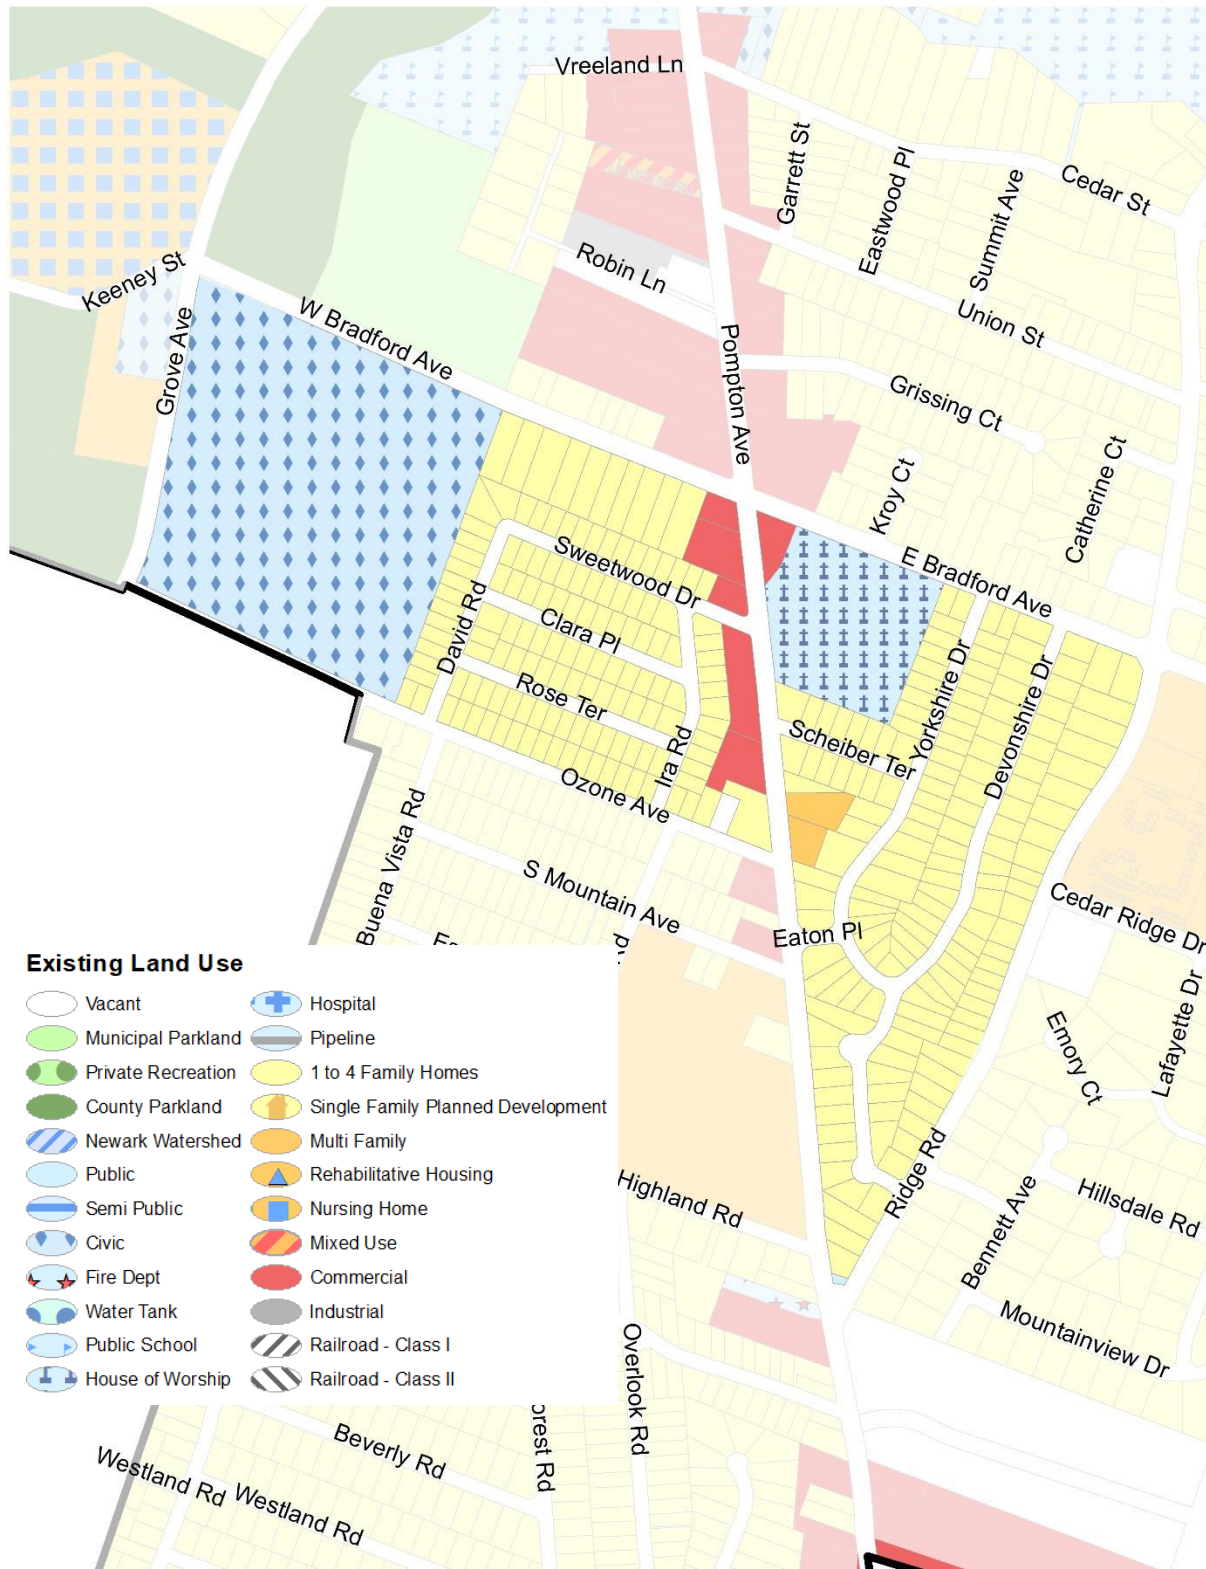 Vreeland Ln
Garrett St
Eastwood Pl
Summit Ave
Cedar St
Keeney St
Robin Ln
W Bradford Ave
Union St
Grove Ave
Pompton Ave
Grissing Ct
Kroy Ct
Catherine Ct
E Bradford Ave
Sweetwood Dr
David Rd
Clara Pl
Rose Ter
Ira Rd
Scheiber Ter
Yorkshire Dr
Devonshire Dr
Ozone Ave
Buena Vista Rd
S Mountain Ave
Eaton Pl
Cedar Ridge Dr
Lafayette Dr
Emory Ct
Rd
Existing Land Use
Vacant
Hospital
Municipal Parkland
Pipeline
Private Recreation
1 to 4 Family Homes
County Parkland
Single Family Planned Development
Newark Watershed
Multi Family
Public
Rehabilitative Housing
Semi Public
Nursing Home
Civic
Mixed Use
Fire Dept
Commercial
Water Tank
Industrial
Public School
Railroad - Class I
House of Worship
Railroad - Class II
Highland Rd
Ridge Rd
Bennett Ave
Hillsdale Rd
Mountainview Dr
Overlook Rd
orest Rd
Beverly Rd
Westland Rd
Westland Rd